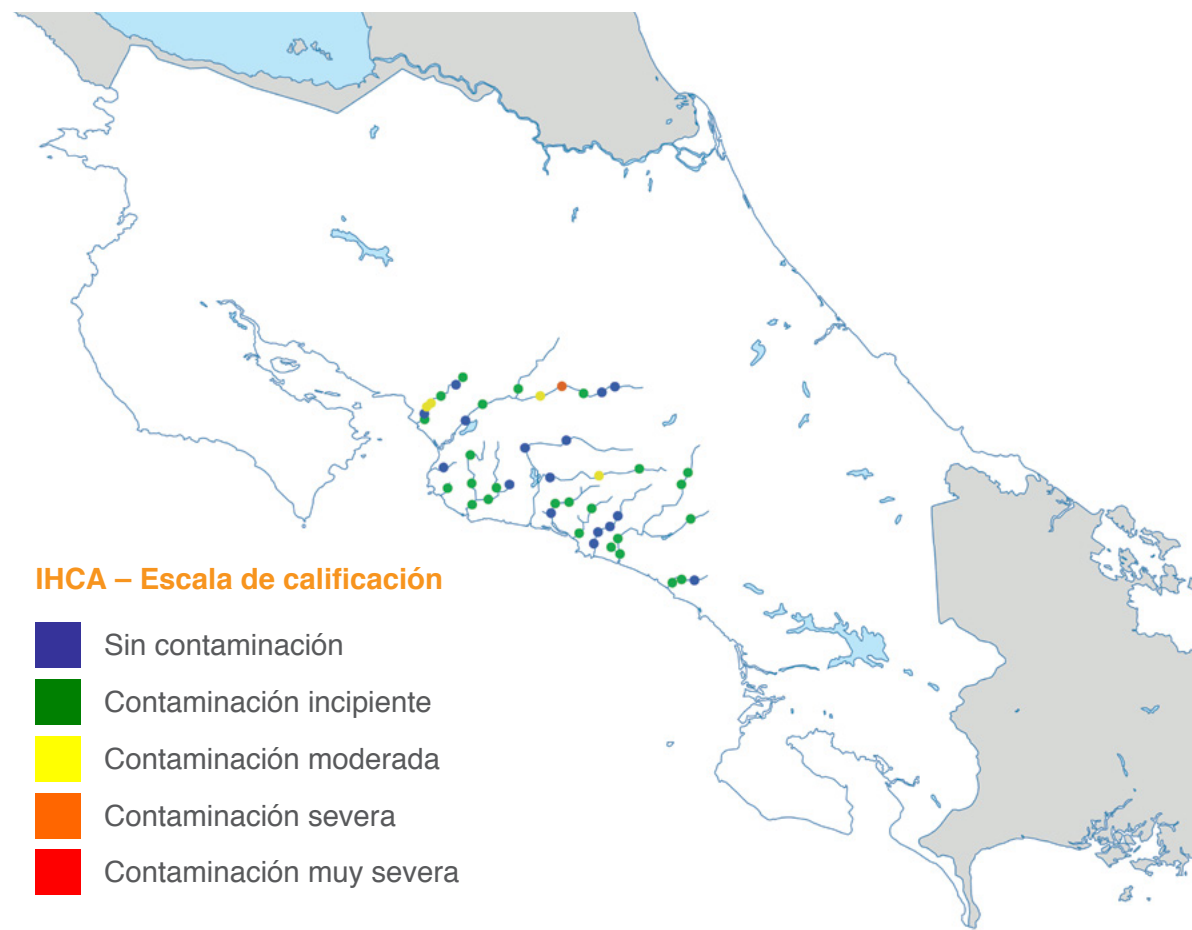 IHCA – Escala de calificación
Sin contaminación
Contaminación incipiente
Contaminación moderada
Contaminación severa
Contaminación muy severa